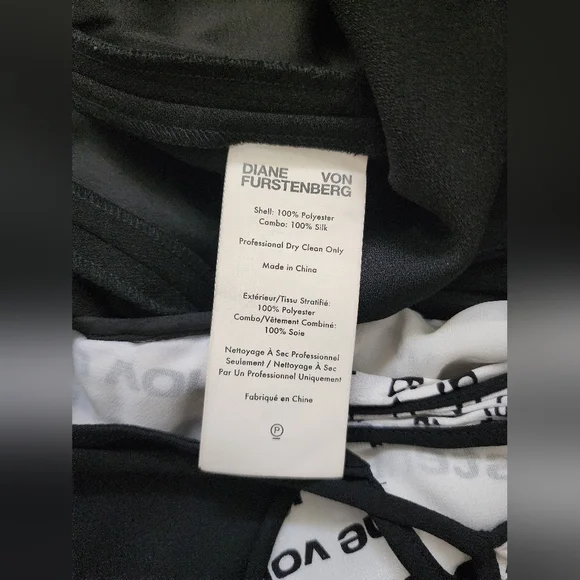 DIANE VON
FURSTENBERG
Shell: 100% Polyester
Combo: 100% Silk
Professional Dry Clean Only
Made in China
Extérieur/Tissu Stratifié:
100% Polyester
Combo/Vêtement Combiné:
100% Soie
Nettoyage À Sec Professionnel
Seulement / Nettoyage À Sec
Par Un Professionnel Uniquement
Fabriqué en Chine
P
ne vo